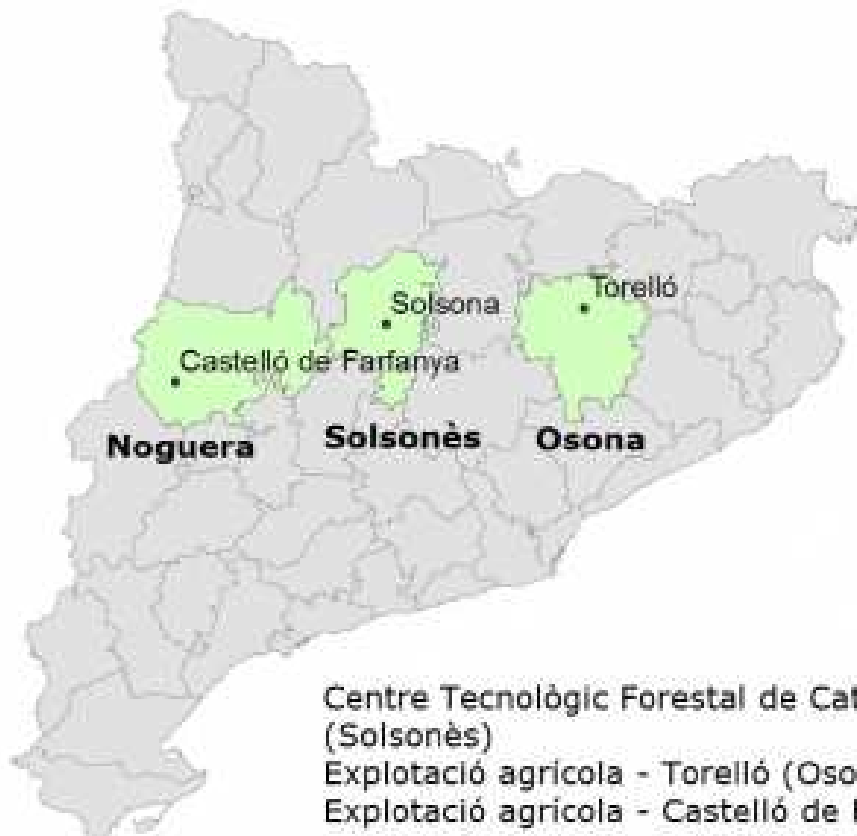 Torelló
Solsona
Castelló de Farfanya
Noguera
Solsonès
Osona
Centre Tecnològic Forestal de Cat
(Solsonès)
Explotació agrícola - Torelló (Oso
Explotació agrícola - Castelló de